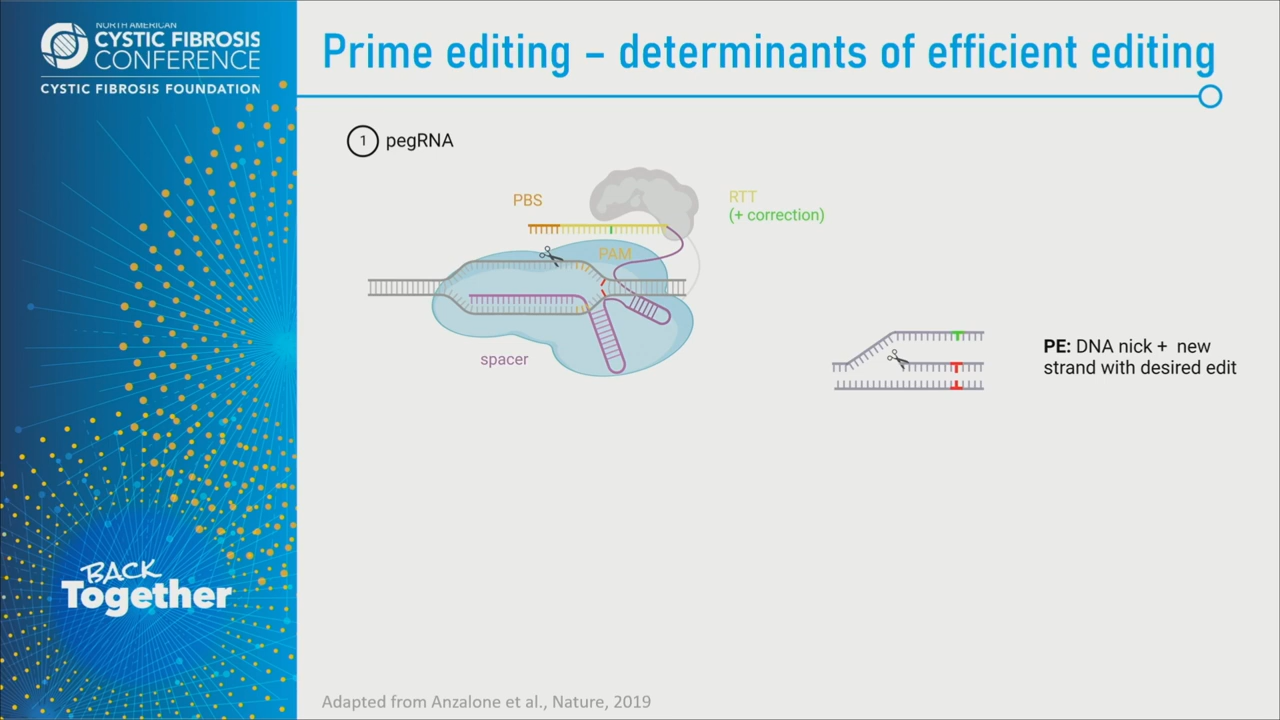 NORTH AMERICAN
CYSTIC FIBROSIS
CONFERENCE
CYSTIC FIBROSIS FOUNDATION
Prime editing – determinants of efficient editing
1 pegRNA
PBS
RTT
(+ correction)
PAM
spacer
PE: DNA nick + new
strand with desired edit
BACK
Together
Adapted from Anzalone et al., Nature, 2019